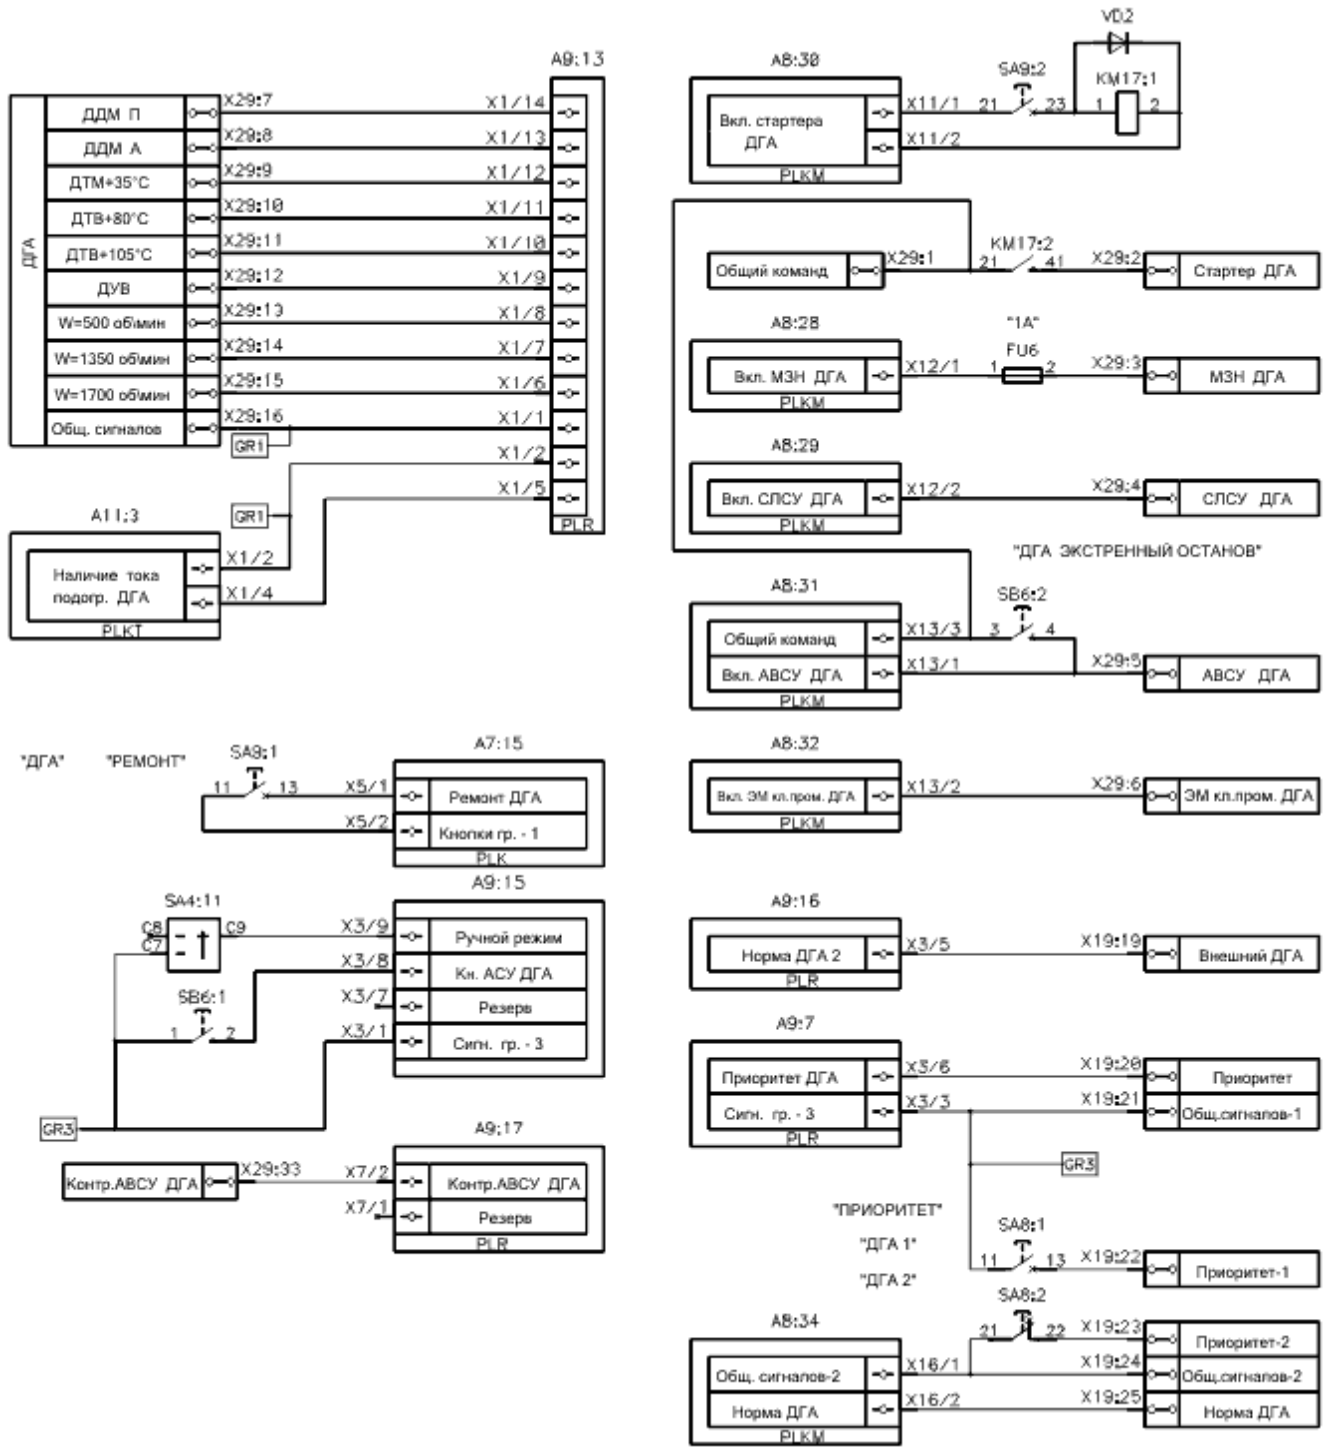 A9:13
ДГА
ДДМ П
X29:7
X1/14
ДДМ А
X29:8
X1/13
ДТМ+35°C
X29:9
X1/12
ДТВ+80°C
X29:10
X1/11
ДТВ+105°C
X29:11
X1/10
ДУВ
X29:12
X1/9
W=500 об\мин
X29:13
X1/8
W=1350 об\мин
X29:14
X1/7
W=1700 об\мин
X29:15
X1/6
Общ. сигналов
X29:16
X1/1
GR1
X1/2
X1/5
GR1
PLR
A11:3
Наличие тока
подогр. ДГА
X1/2
X1/4
PLKT
"ДГА"
"РЕМОНТ"
SA9:1
11
13
A7:15
X5/1
Ремонт ДГА
X5/2
Кнопки гр. - 1
PLK
A9:15
SA4:11
C8
C7
C9
X3/9
Ручной режим
X3/8
Кн. АСУ ДГА
SB6:1
1
2
X3/7
Резерв
X3/1
Сигн. гр. - 3
GR3
A9:17
Контр.АВСУ ДГА
X29:33
X7/2
Контр.АВСУ ДГА
X7/1
Резерв
PLR
VD2
A8:30
SA9:2
KM17:1
Вкл. стартера
ДГА
X11/1
21
23
1
2
X11/2
PLKM
Общий команд
X29:1
KM17:2
21
41
X29:2
Стартер ДГА
A8:28
"1А"
FU6
Вкл. МЗН ДГА
X12/1
1
2
X29:3
МЗН ДГА
PLKM
A8:29
Вкл. СЛСУ ДГА
X12/2
X29:4
СЛСУ ДГА
PLKM
"ДГА ЭКСТРЕННЫЙ ОСТАНОВ"
A8:31
SB6:2
Общий команд
X13/3
3
4
Вкл. АВСУ ДГА
X13/1
X29:5
АВСУ ДГА
PLKM
A8:32
Вкл. ЭМ кл.пром. ДГА
X13/2
X29:6
ЭМ кл.пром. ДГА
PLKM
A9:16
Норма ДГА 2
X3/5
X19:19
Внешний ДГА
PLR
A9:7
Приоритет ДГА
X3/6
X19:20
Приоритет
Сигн. гр. - 3
X3/3
X19:21
Общ.сигналов-1
PLR
GR3
"ПРИОРИТЕТ"
"ДГА 1"
"ДГА 2"
SA8:1
11
13
X19:22
Приоритет-1
SA8:2
21
22
X19:23
Приоритет-2
A8:34
Общ. сигналов-2
X16/1
X19:24
Общ.сигналов-2
Норма ДГА
X16/2
X19:25
Норма ДГА
PLKM